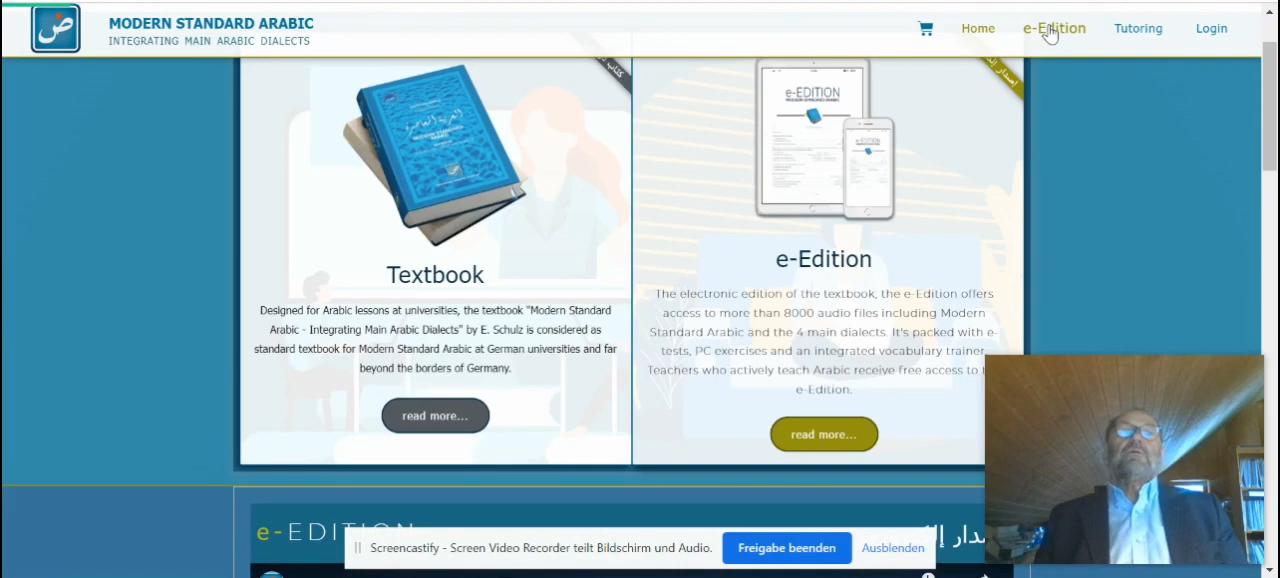 ض
MODERN STANDARD ARABIC
INTEGRATING MAIN ARABIC DIALECTS
Home
e-Edition
Tutoring
Login
كتاب
e-EDITION
MODERN STANDARD ARABIC
Textbook
Designed for Arabic lessons at universities, the textbook "Modern Standard
Arabic - Integrating Main Arabic Dialects" by E. Schulz is considered as
standard textbook for Modern Standard Arabic at German universities and far
beyond the borders of Germany.
read more...
e-Edition
The electronic edition of the textbook, the e-Edition offers
access to more than 8000 audio files including Modern
Standard Arabic and the 4 main dialects. It's packed with e-
tests, PC exercises and an integrated vocabulary trainer.
Teachers who actively teach Arabic receive free access to
e-Edition.
read more...
e-EDITION
Screencastify - Screen Video Recorder teilt Bildschirm und Audio.
Freigabe beenden
Ausblenden